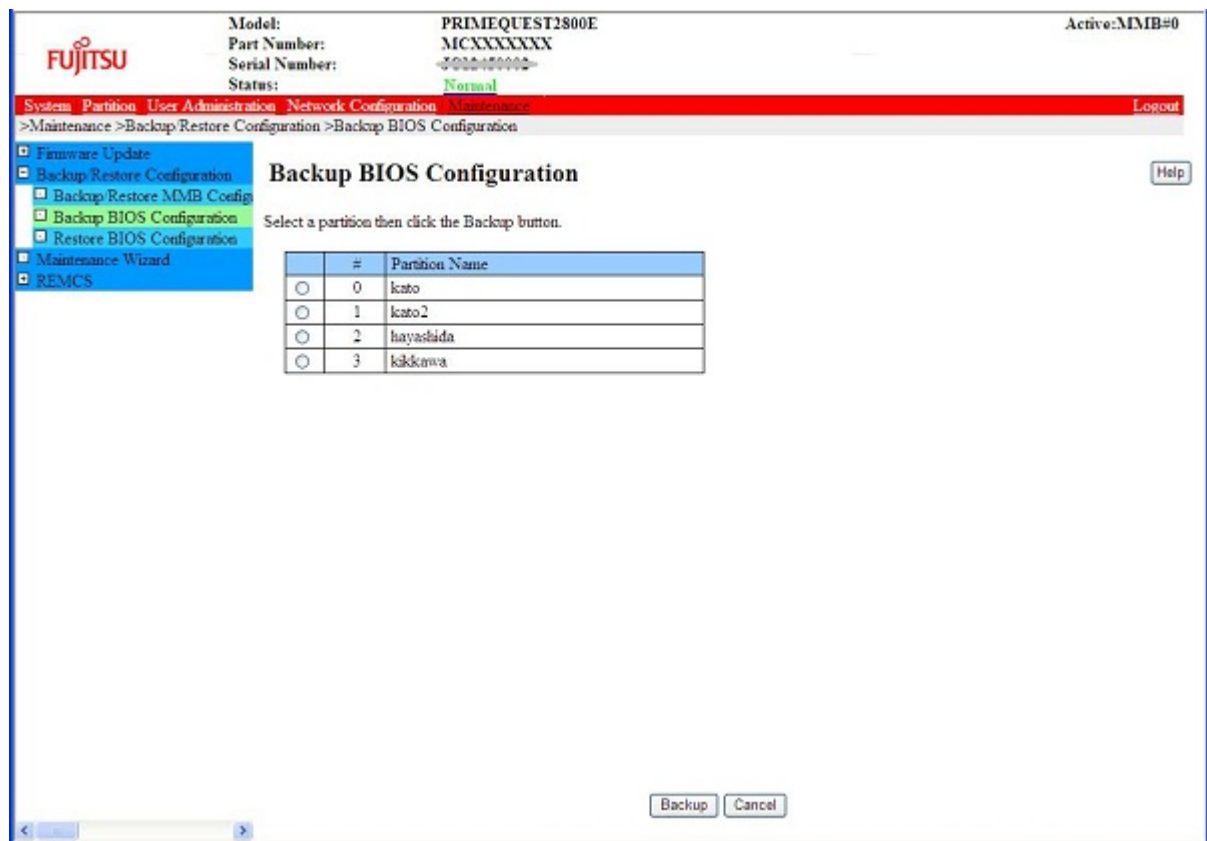 FUJITSU
Model: PRIMEQUEST2800E
Part Number: MCXXXXXXX
Serial Number:
Status: Normal
Active:MMB#0
System Partition User Administration Network Configuration Maintenance Logout
>Maintenance >Backup/Restore Configuration >Backup BIOS Configuration
Firmware Update
Backup/Restore Configuration
Backup/Restore MMB Config
Backup BIOS Configuration
Restore BIOS Configuration
Maintenance Wizard
REMCS
Backup BIOS Configuration
Help
Select a partition then click the Backup button.
# Partition Name
0 kato
1 kato2
2 hayashida
3 kikkawa
Backup Cancel